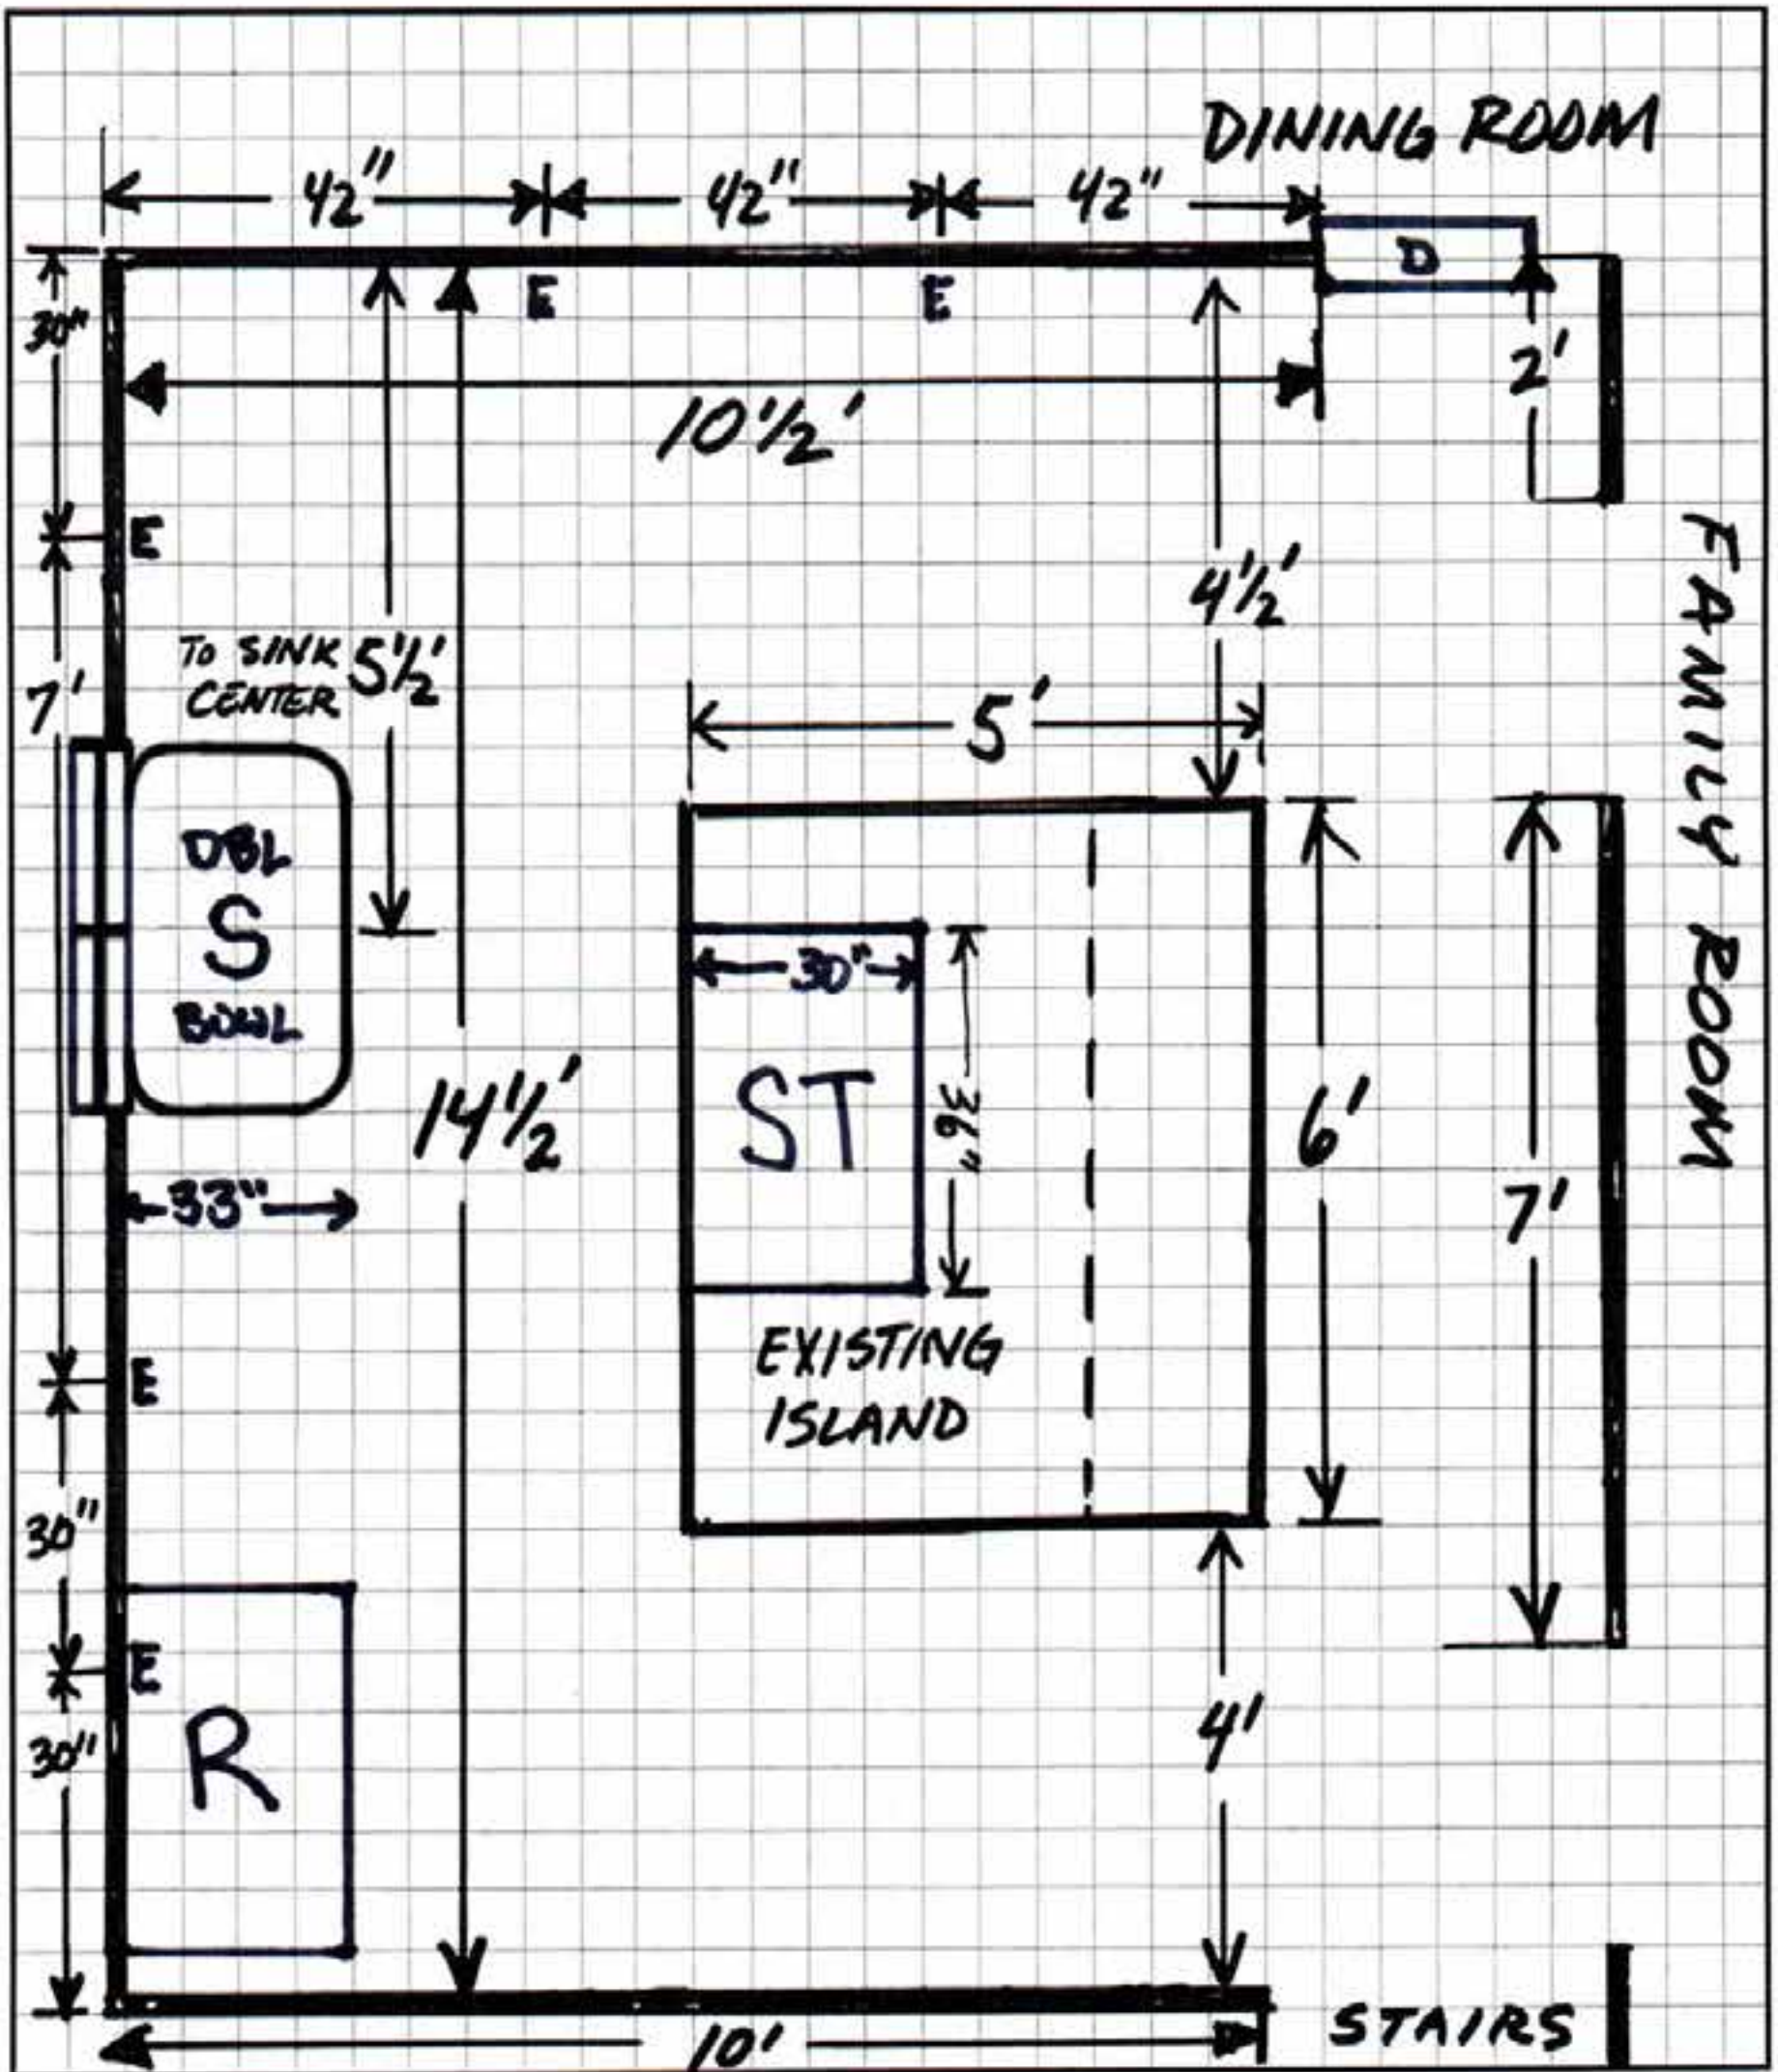 DINING ROOM
42" 42" 42"
D
E E
30"
2'
10½'
E
4½'
TO SINK 5½'
CENTER
7'
5'
FAMILY ROOM
DBL
S
BOWL
30"
ST
36"
14½'
6'
7'
33"
EXISTING
ISLAND
E
30"
E
R
30"
4'
10'
STAIRS